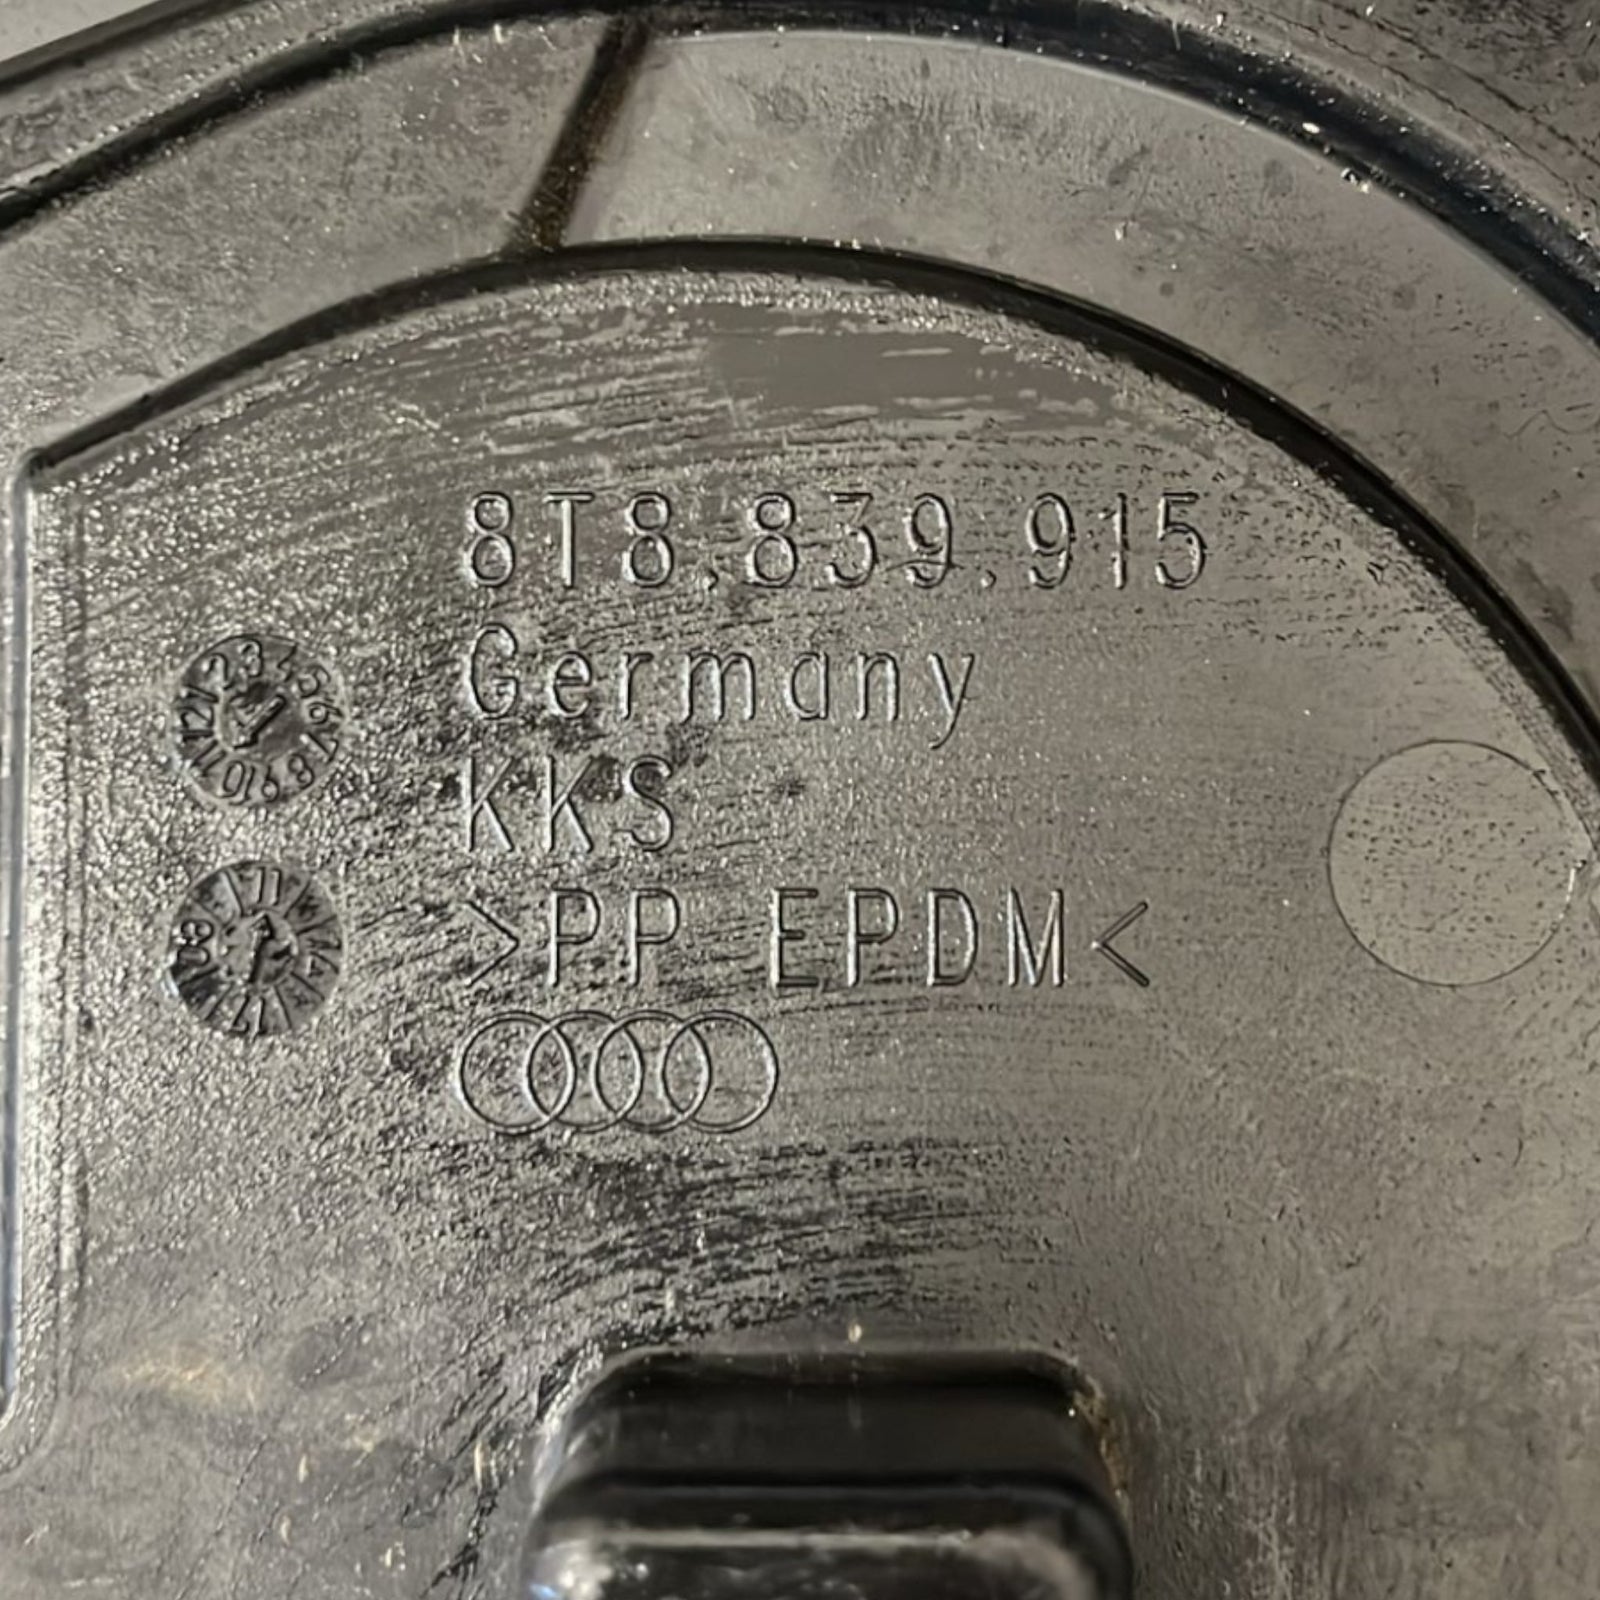 8T8.839.915
Germany
KKS
>PP EPDM<